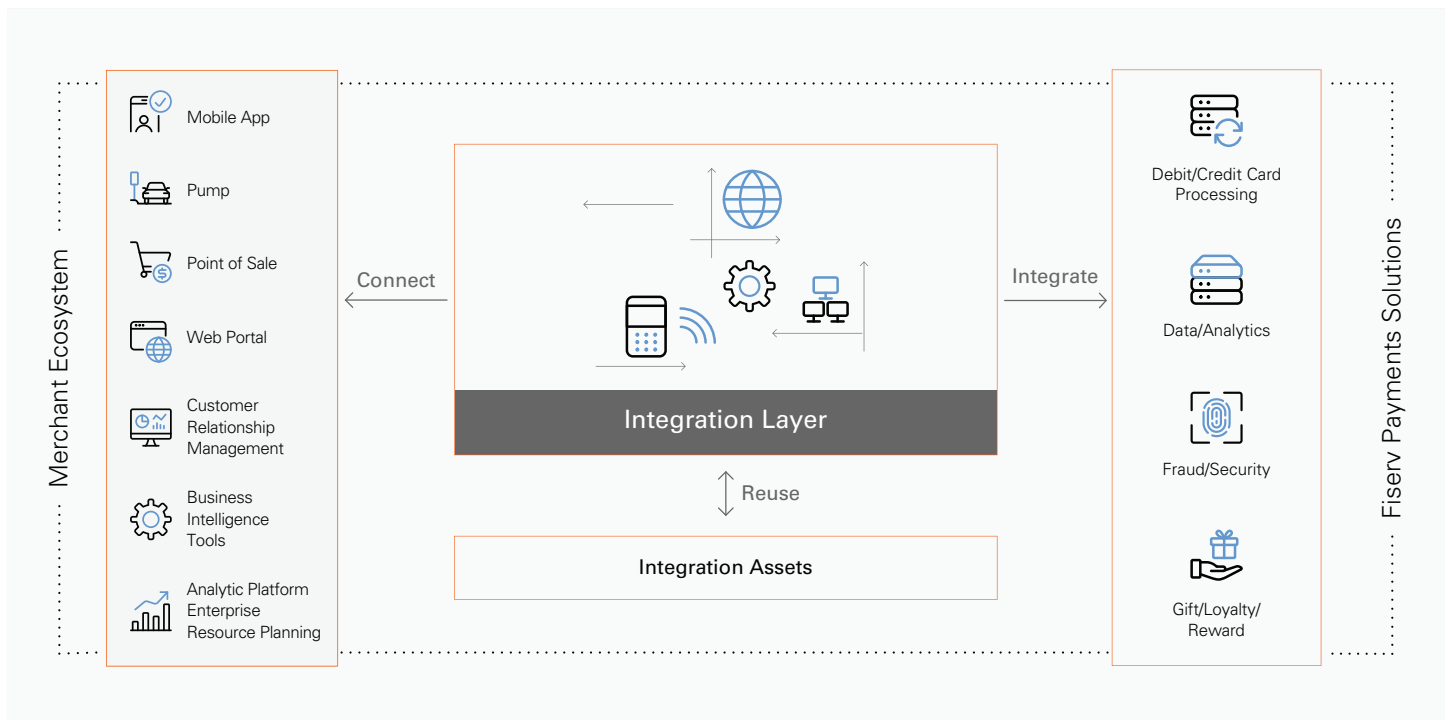 Merchant Ecosystem
Mobile App
Pump
Point of Sale
Web Portal
Customer
Relationship
Management
Business
Intelligence
Tools
Analytic Platform
Enterprise
Resource Planning
Connect
Integration Layer
Reuse
Integration Assets
Integrate
Debit/Credit Card
Processing
Data/Analytics
Fraud/Security
Gift/Loyalty/
Reward
Fiserv Payments Solutions